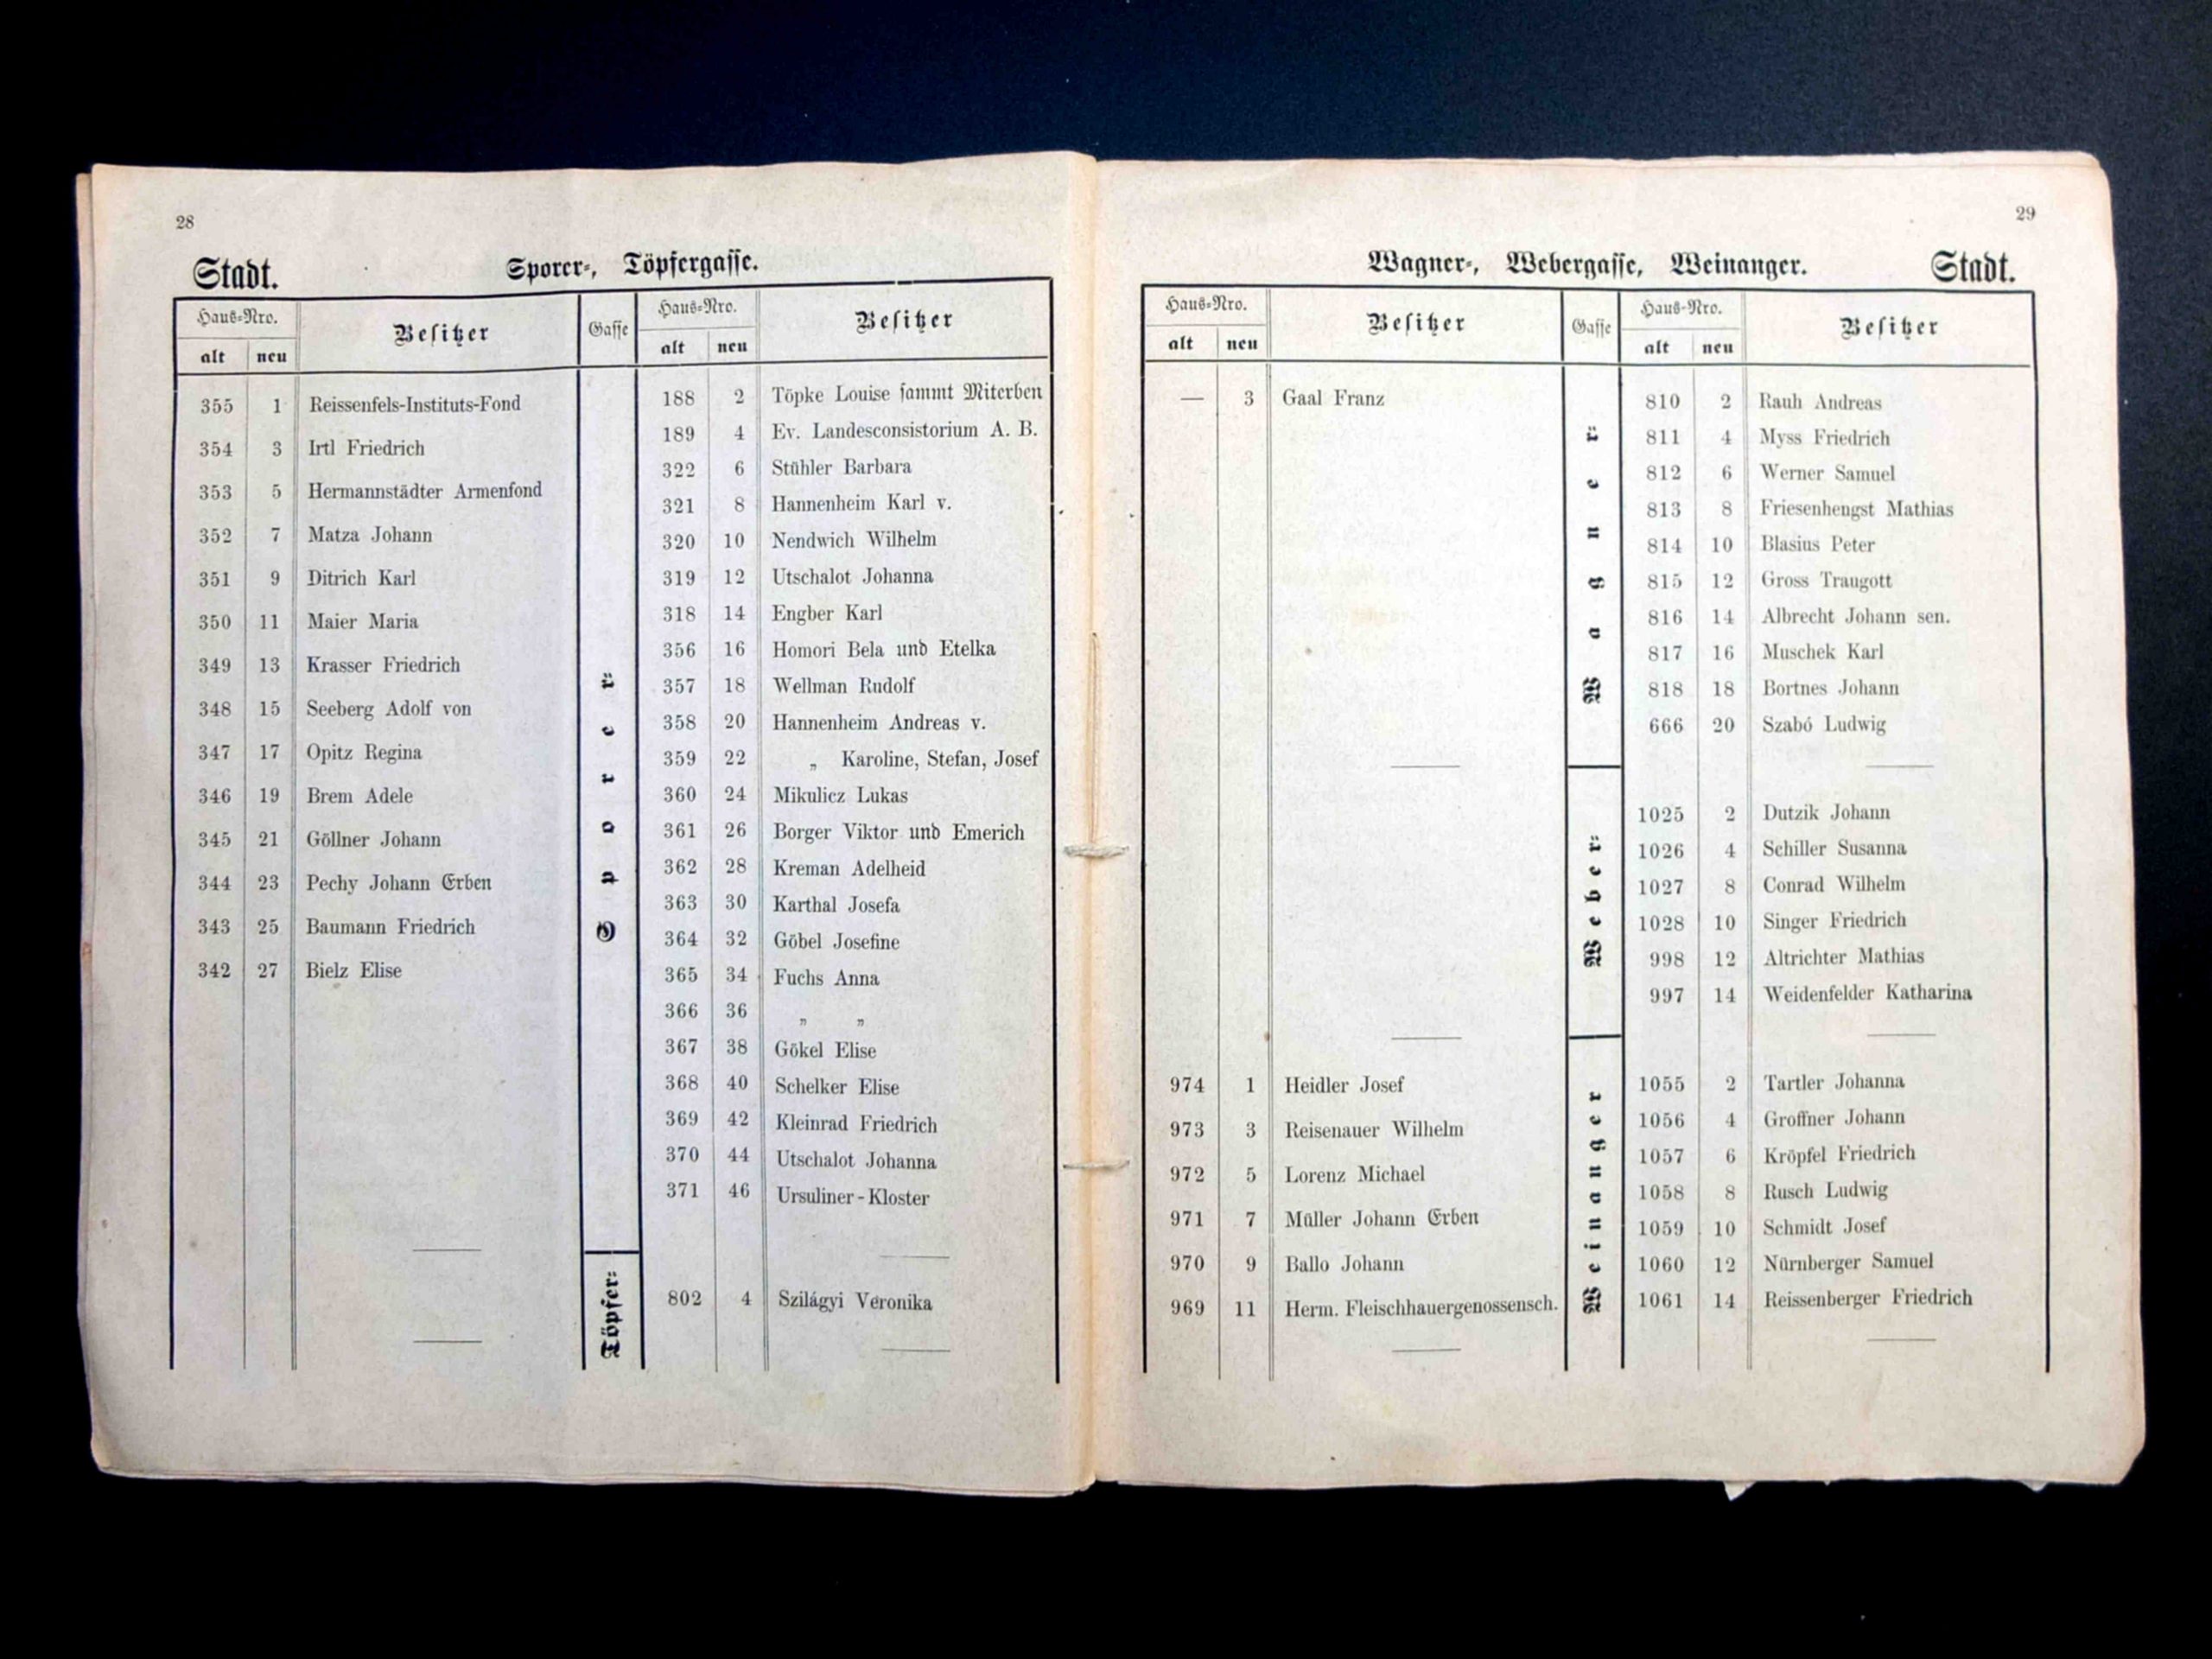 28
Stadt.
Sporer-, Töpfergasse.
Haus-Nro.
alt neu
Besitzer
355 1 Reissenfels-Instituts-Fond
354 3 Irtl Friedrich
353 5 Hermannstädter Armenfond
352 7 Matza Johann
351 9 Ditrich Karl
350 11 Maier Maria
349 13 Krasser Friedrich
348 15 Seeberg Adolf von
347 17 Opitz Regina
346 19 Brem Adele
345 21 Göllner Johann
344 23 Pechy Johann Erben
343 25 Baumann Friedrich
342 27 Bielz Elise
Gasse
Sporer-
Töpfer-
Haus-Nro.
alt neu
Besitzer
188 2 Töpke Louise sammt Miterben
189 4 Ev. Landesconsistorium A. B.
322 6 Stühler Barbara
321 8 Hannenheim Karl v.
320 10 Nendwich Wilhelm
319 12 Utschalot Johanna
318 14 Engber Karl
356 16 Homori Bela und Etelka
357 18 Wellman Rudolf
358 20 Hannenheim Andreas v.
359 22 „ Karoline, Stefan, Josef
360 24 Mikulicz Lukas
361 26 Borger Viktor und Emerich
362 28 Kreman Adelheid
363 30 Karthal Josefa
364 32 Göbel Josefine
365 34 Fuchs Anna
366 36 „ „
367 38 Gökel Elise
368 40 Schelker Elise
369 42 Kleinrad Friedrich
370 44 Utschalot Johanna
371 46 Ursuliner-Kloster
802 4 Szilágyi Veronika
29
Wagner-, Webergasse, Weinanger.
Stadt.
Haus-Nro.
alt neu
Besitzer
— 3 Gaal Franz
974 1 Heidler Josef
973 3 Reisenauer Wilhelm
972 5 Lorenz Michael
971 7 Müller Johann Erben
970 9 Ballo Johann
969 11 Herm. Fleischhauergenossensch.
Gasse
Wagner-
Weber-
Weinanger
Haus-Nro.
alt neu
Besitzer
810 2 Rauh Andreas
811 4 Myss Friedrich
812 6 Werner Samuel
813 8 Friesenhengst Mathias
814 10 Blasius Peter
815 12 Gross Traugott
816 14 Albrecht Johann sen.
817 16 Muschek Karl
818 18 Bortnes Johann
666 20 Szabó Ludwig
1025 2 Dutzik Johann
1026 4 Schiller Susanna
1027 8 Conrad Wilhelm
1028 10 Singer Friedrich
998 12 Altrichter Mathias
997 14 Weidenfelder Katharina
1055 2 Tartler Johanna
1056 4 Groffner Johann
1057 6 Kröpfel Friedrich
1058 8 Rusch Ludwig
1059 10 Schmidt Josef
1060 12 Nürnberger Samuel
1061 14 Reissenberger Friedrich